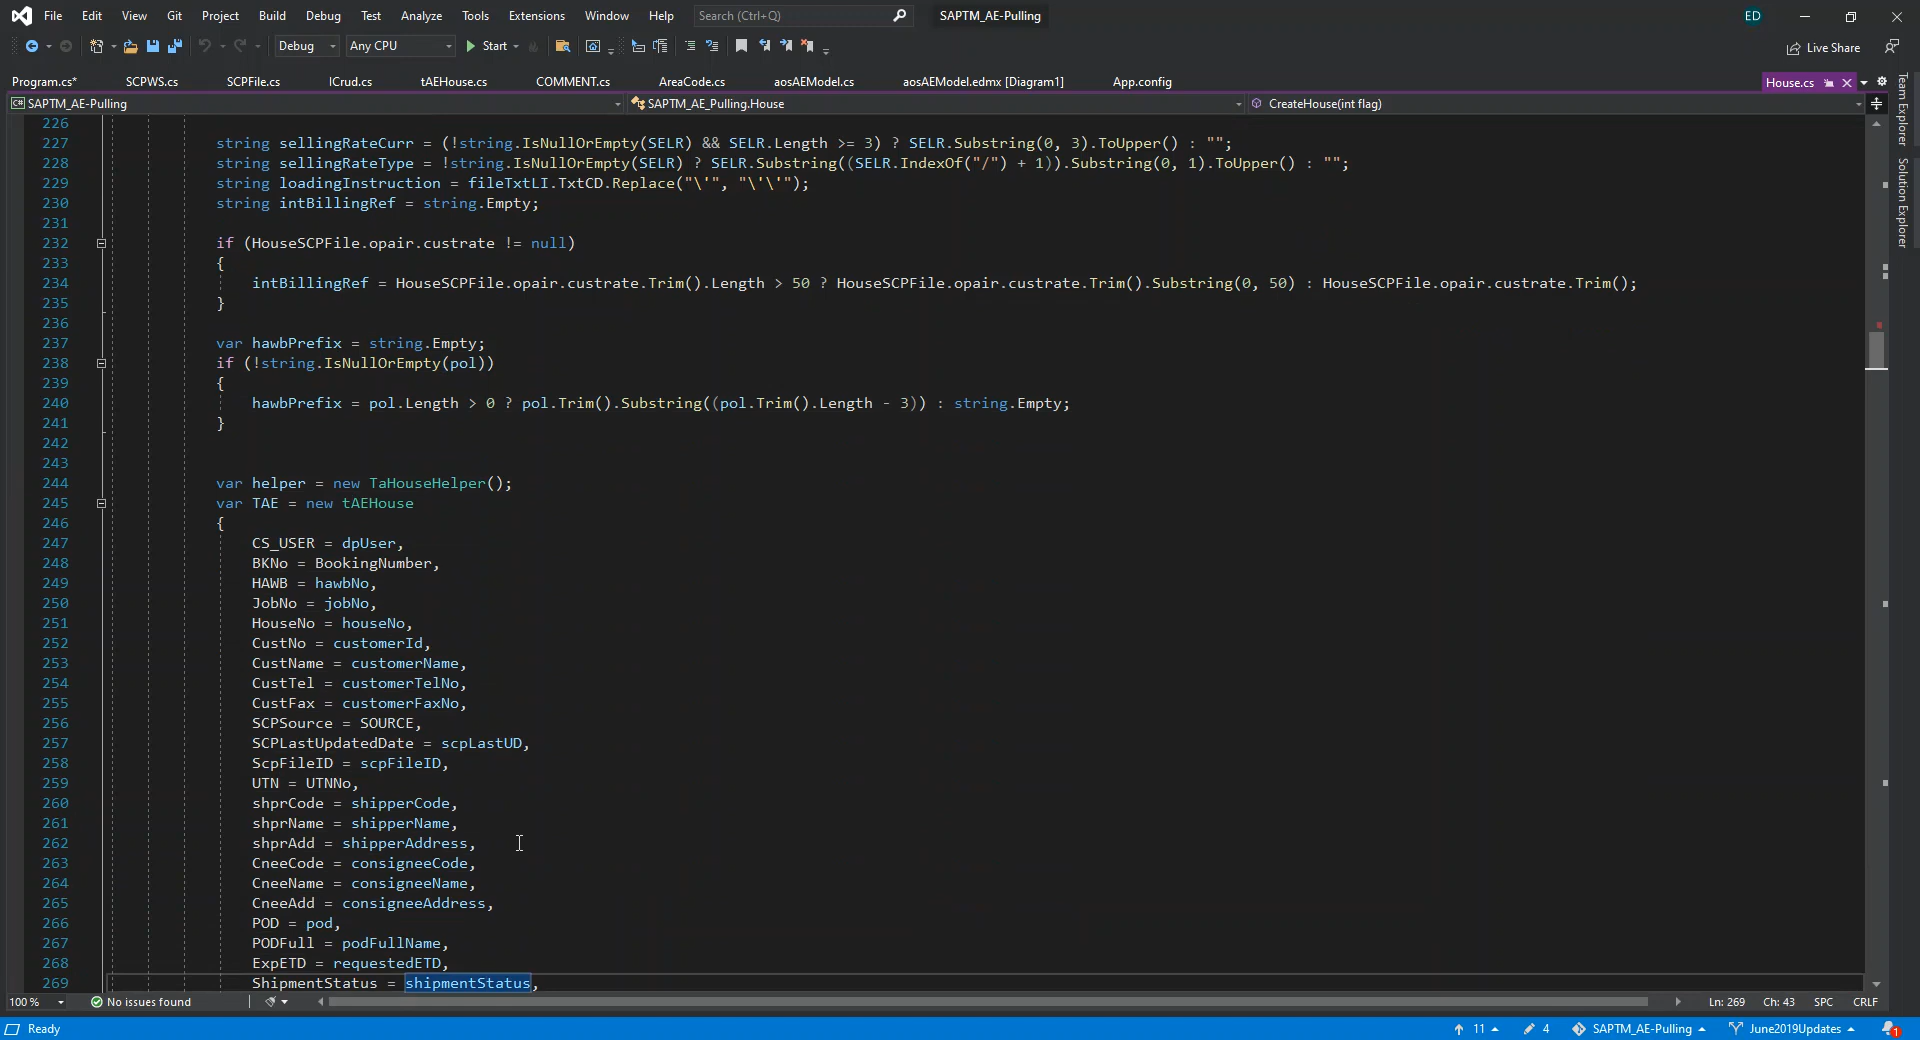 File Edit View Git Project Build Debug Test Analyze Tools Extensions Window Help Search (Ctrl+Q) SAPTM_AE-Pulling ED
Debug Any CPU Start Live Share
Program.cs* SCPWS.cs SCPFile.cs ICrud.cs tAEHouse.cs COMMENT.cs AreaCode.cs aosAEModel.cs aosAEModel.edmx [Diagram1] App.config House.cs
C# SAPTM_AE-Pulling SAPTM_AE_Pulling.House CreateHouse(int flag)
Team Explorer
Solution Explorer
226
227 string sellingRateCurr = (!string.IsNullOrEmpty(SELR) && SELR.Length >= 3) ? SELR.Substring(0, 3).ToUpper() : "";
228 string sellingRateType = !string.IsNullOrEmpty(SELR) ? SELR.Substring((SELR.IndexOf("/") + 1)).Substring(0, 1).ToUpper() : "";
229 string loadingInstruction = fileTxtLI.TxtCD.Replace("\'", "\'\'");
230 string intBillingRef = string.Empty;
231
232 if (HouseSCPFile.opair.custrate != null)
233 {
234 intBillingRef = HouseSCPFile.opair.custrate.Trim().Length > 50 ? HouseSCPFile.opair.custrate.Trim().Substring(0, 50) : HouseSCPFile.opair.custrate.Trim();
235 }
236
237 var hawbPrefix = string.Empty;
238 if (!string.IsNullOrEmpty(pol))
239 {
240 hawbPrefix = pol.Length > 0 ? pol.Trim().Substring((pol.Trim().Length - 3)) : string.Empty;
241 }
242
243
244 var helper = new TaHouseHelper();
245 var TAE = new tAEHouse
246 {
247 CS_USER = dpUser,
248 BKNo = BookingNumber,
249 HAWB = hawbNo,
250 JobNo = jobNo,
251 HouseNo = houseNo,
252 CustNo = customerId,
253 CustName = customerName,
254 CustTel = customerTelNo,
255 CustFax = customerFaxNo,
256 SCPSource = SOURCE,
257 SCPLastUpdatedDate = scpLastUD,
258 ScpFileID = scpFileID,
259 UTN = UTNNo,
260 shprCode = shipperCode,
261 shprName = shipperName,
262 shprAdd = shipperAddress,
263 CneeCode = consigneeCode,
264 CneeName = consigneeName,
265 CneeAdd = consigneeAddress,
266 POD = pod,
267 PODFull = podFullName,
268 ExpETD = requestedETD,
269 ShipmentStatus = shipmentStatus,
100 % No issues found Ln: 269 Ch: 43 SPC CRLF
Ready 11 4 SAPTM_AE-Pulling June2019Updates 1